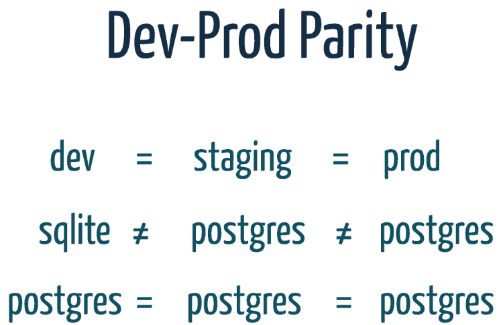 Dev-Prod Parity
dev = staging = prod
sqlite ≠ postgres ≠ postgres
postgres = postgres = postgres